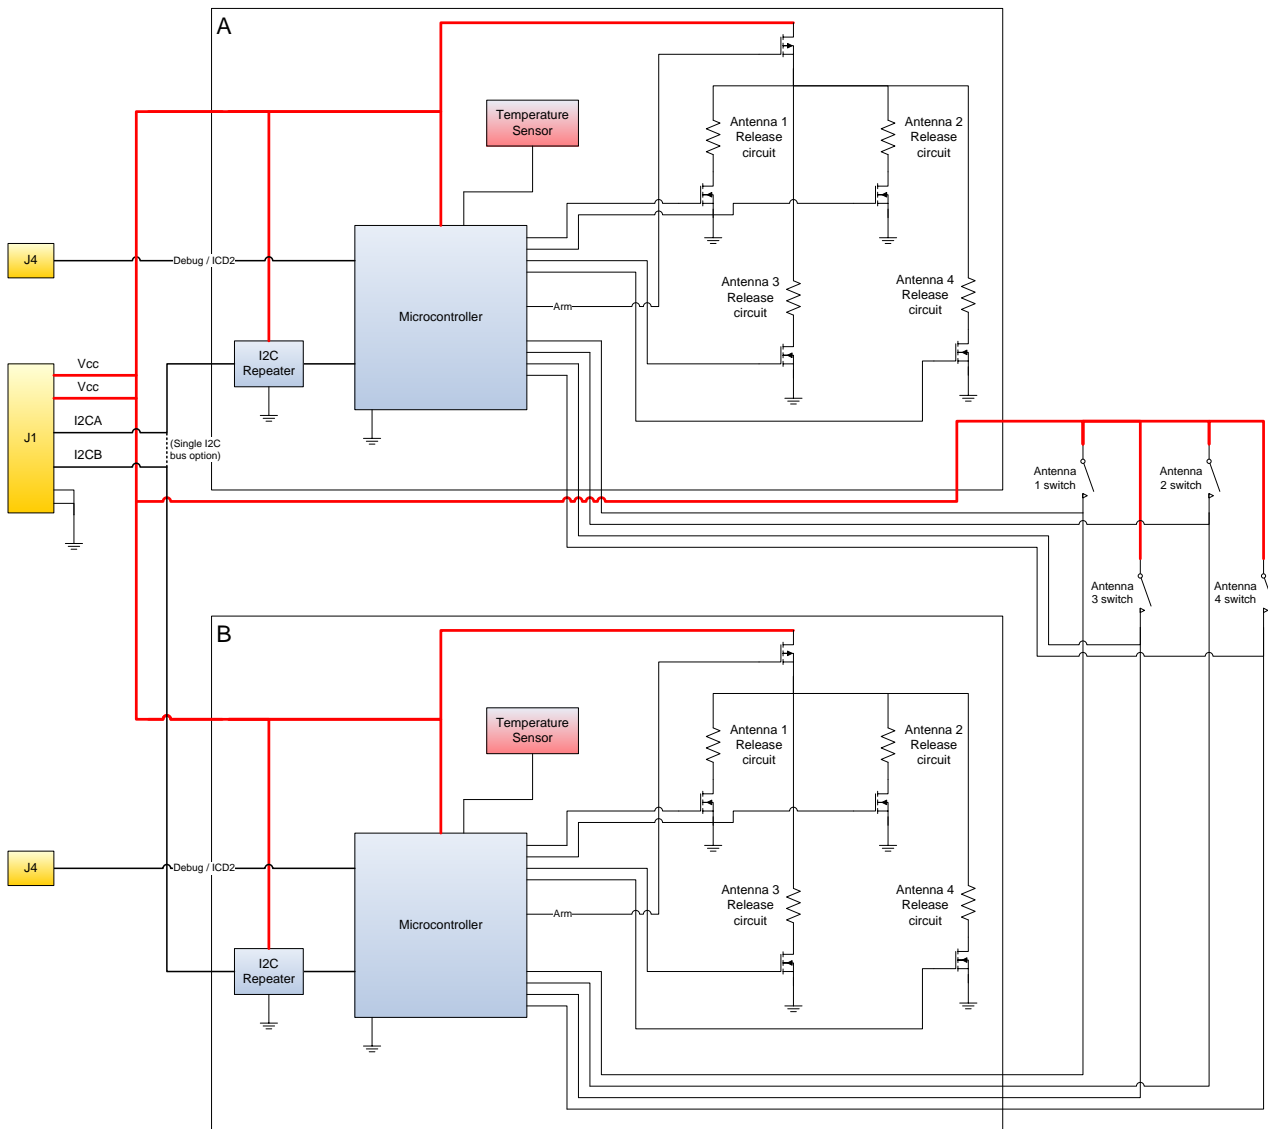 A
Temperature
Sensor
Antenna 1
Release
circuit
Antenna 2
Release
circuit
J4
Debug / ICD2
Microcontroller
Arm
Antenna 3
Release
circuit
Antenna 4
Release
circuit
I2C
Repeater
J1
Vcc
Vcc
I2CA
(Single I2C
bus option)
I2CB
Antenna
1 switch
Antenna
2 switch
Antenna
3 switch
Antenna
4 switch
B
Temperature
Sensor
Antenna 1
Release
circuit
Antenna 2
Release
circuit
J4
Debug / ICD2
Microcontroller
Arm
Antenna 3
Release
circuit
Antenna 4
Release
circuit
I2C
Repeater